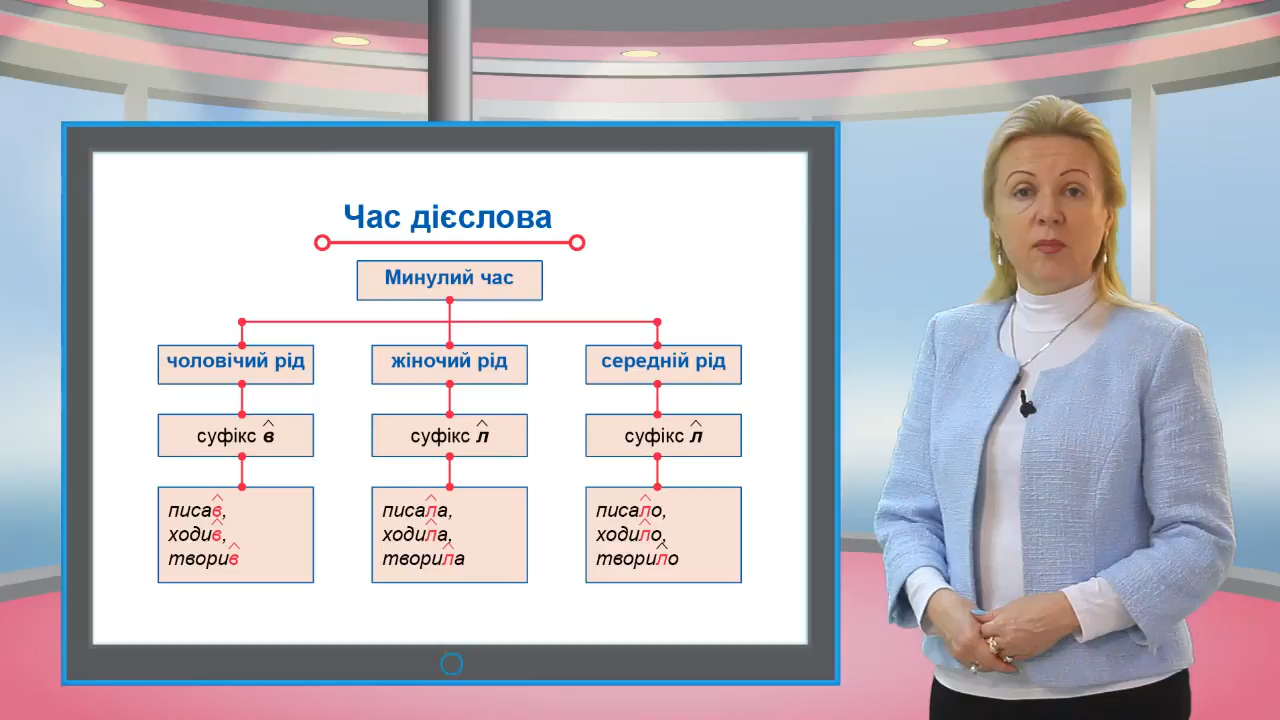 Час дієслова
Минулий час
чоловічий рід
жіночий рід
середній рід
суфікс в
суфікс л
суфікс л
писав,
ходив,
творив
писала,
ходила,
творила
писало,
ходило,
творило